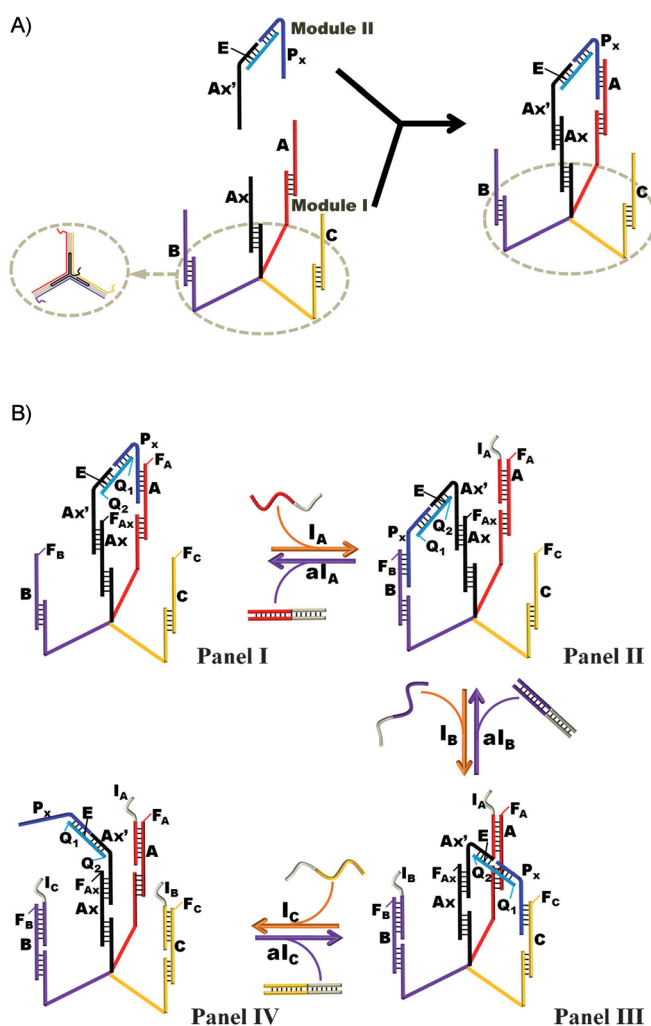 A)
Module II
E
Px
Ax'
A
Ax
Module I
B
C
Px
E
A
Ax'
Ax
B
C
B)
Px
E
FA
Q1
Q2
A
Ax'
FAx
Ax
FB
FC
B
C
Panel I
IA
aIA
IA
FA
E
Ax'
A
Q2
FAx
Px
Q1
Ax
FB
FC
B
C
Panel II
IB
aIB
Px
E
Ax'
Q1
Q2
IA
FA
A
FAx
Ax
IC
FB
B
IB
FC
C
Panel IV
IC
aIC
IA
FA
A
Ax'
E
FAx
Q2
Px
Q1
Ax
IB
FB
FC
B
C
Panel III